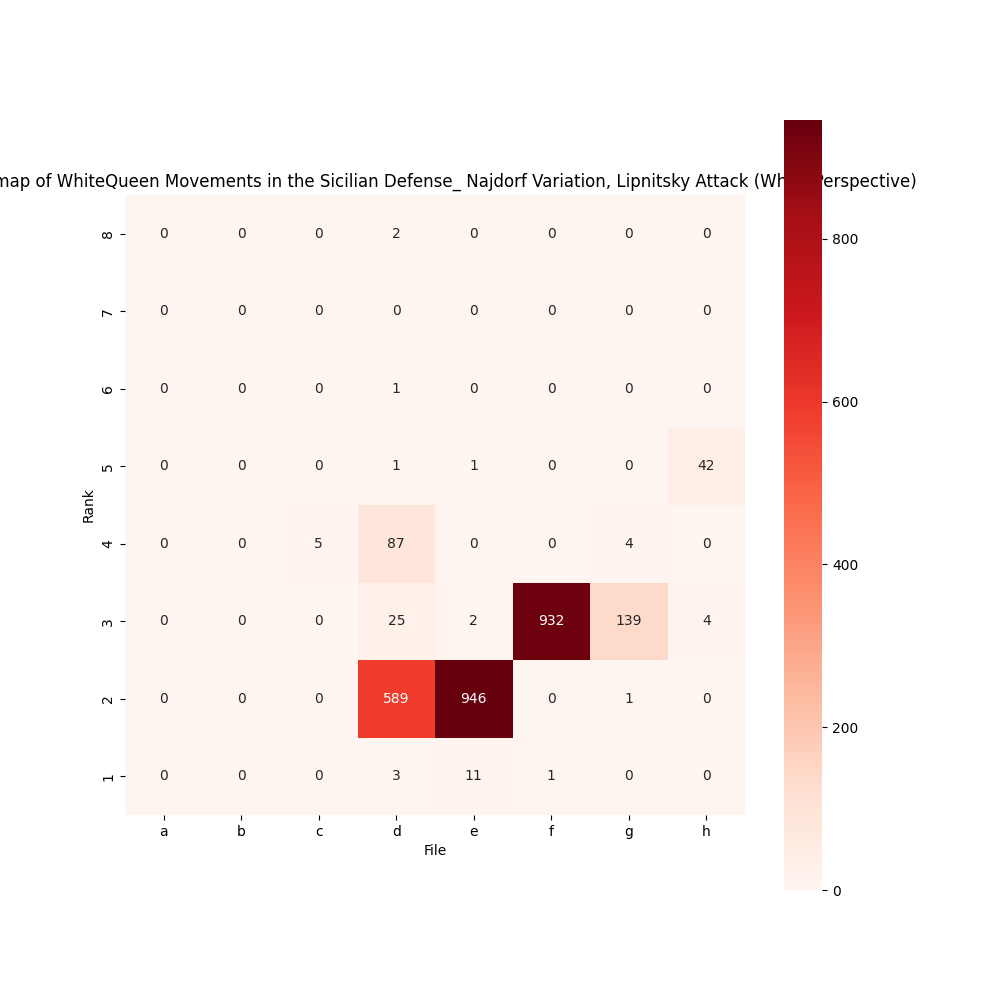 map of WhiteQueen Movements in the Sicilian Defense_ Najdorf Variation, Lipnitsky Attack (Wh Perspective)
8 0 0 0 2 0 0 0 0
7 0 0 0 0 0 0 0 0
6 0 0 0 1 0 0 0 0
5 0 0 0 1 1 0 0 42
4 0 0 5 87 0 0 4 0
3 0 0 0 25 2 932 139 4
2 0 0 0 589 946 0 1 0
1 0 0 0 3 11 1 0 0
a b c d e f g h
File
Rank
800
600
400
200
0